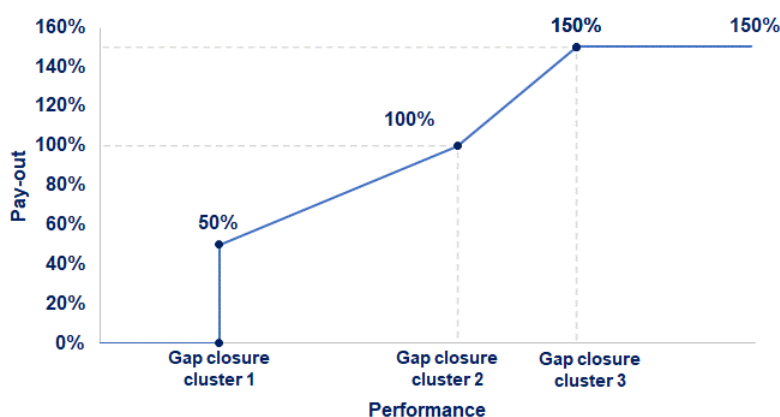 160%
150%
150%
140%
120%
100%
100%
80%
Pay-out
60%
50%
40%
20%
0%
Gap closure
cluster 1
Gap closure
cluster 2
Gap closure
cluster 3
Performance